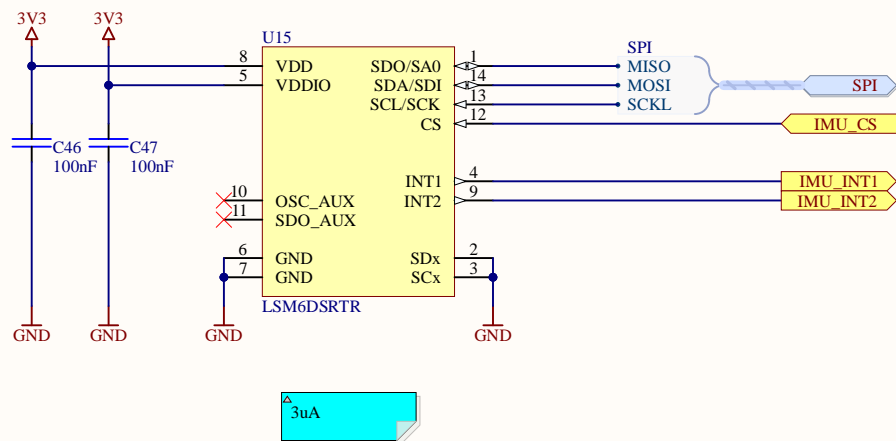 3V3 3V3
U15
SPI
8 VDD SDO/SA0 1 MISO
5 VDDIO SDA/SDI 14 MOSI SPI
SCL/SCK 13 SCKL
CS 12 IMU_CS
C46 C47
100nF 100nF
INT1 4 IMU_INT1
10 OSC_AUX INT2 9 IMU_INT2
11 SDO_AUX
6 GND SDx 2
7 GND SCx 3
LSM6DSRTR
GND GND GND GND
3uA